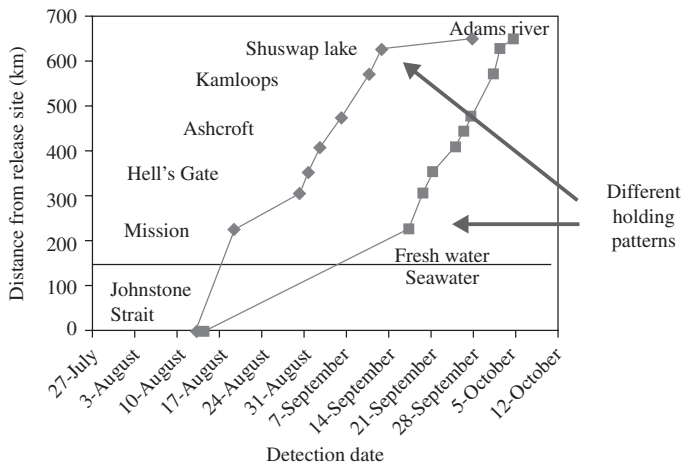 700
600
500
400
300
200
100
0
Distance from release site (km)
Adams river
Shuswap lake
Kamloops
Ashcroft
Hell's Gate
Mission
Fresh water
Seawater
Johnstone
Strait
Different
holding
patterns
27-July
3-August
10-August
17-August
24-August
31-August
7-September
14-September
21-September
28-September
5-October
12-October
Detection date